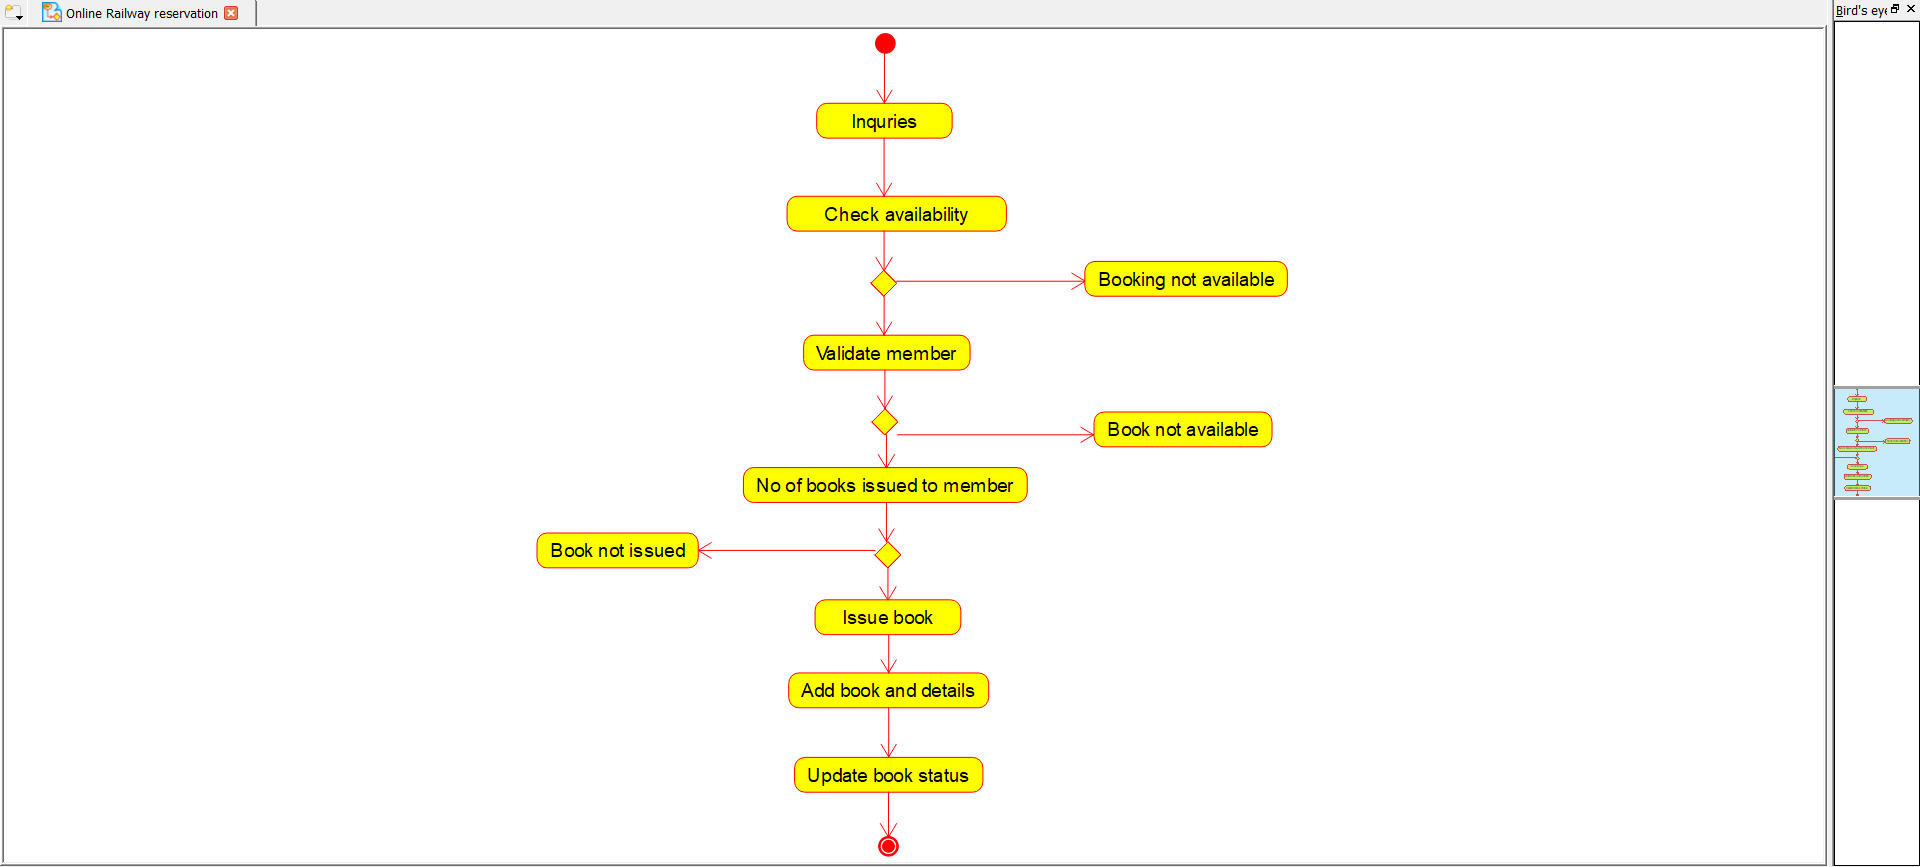 Online Railway reservation
Bird's eye
Inquries
Check availability
Booking not available
Validate member
Book not available
No of books issued to member
Book not issued
Issue book
Add book and details
Update book status